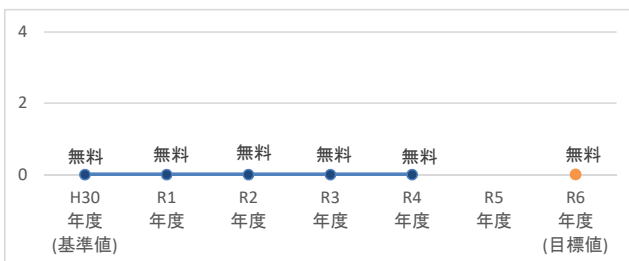 4
2
0
無料 無料 無料 無料 無料 無料
H30 R1 R2 R3 R4 R5 R6
年度 年度 年度 年度 年度 年度 年度
(基準値) (目標値)